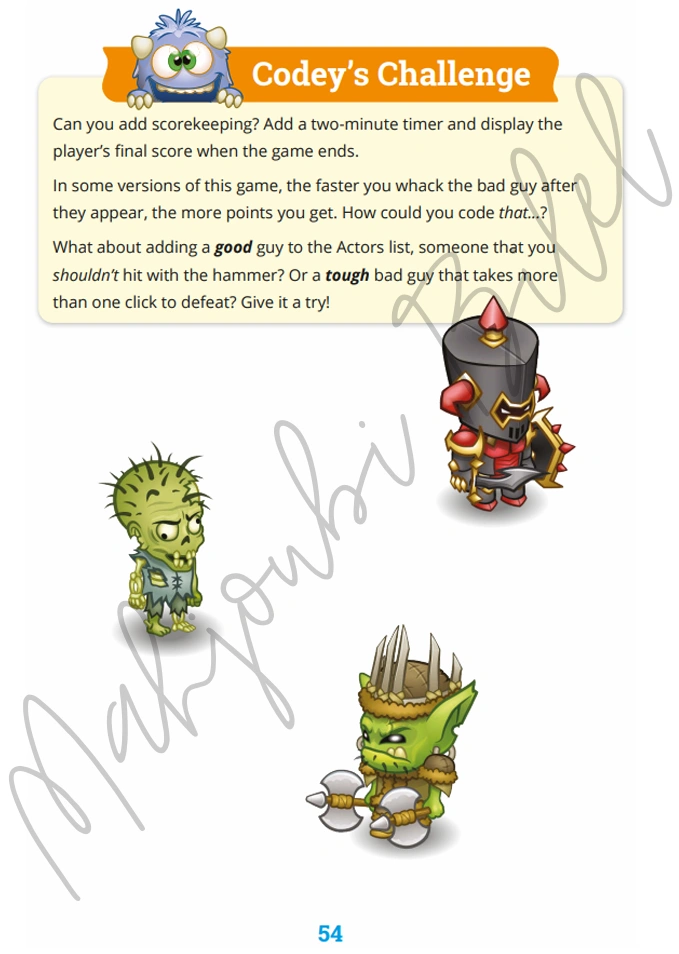 Codey’s Challenge
Can you add scorekeeping? Add a two-minute timer and display the
player’s final score when the game ends.
In some versions of this game, the faster you whack the bad guy after
they appear, the more points you get. How could you code that…?
What about adding a good guy to the Actors list, someone that you
shouldn’t hit with the hammer? Or a tough bad guy that takes more
than one click to defeat? Give it a try!
Mahjoubi Bilel
54